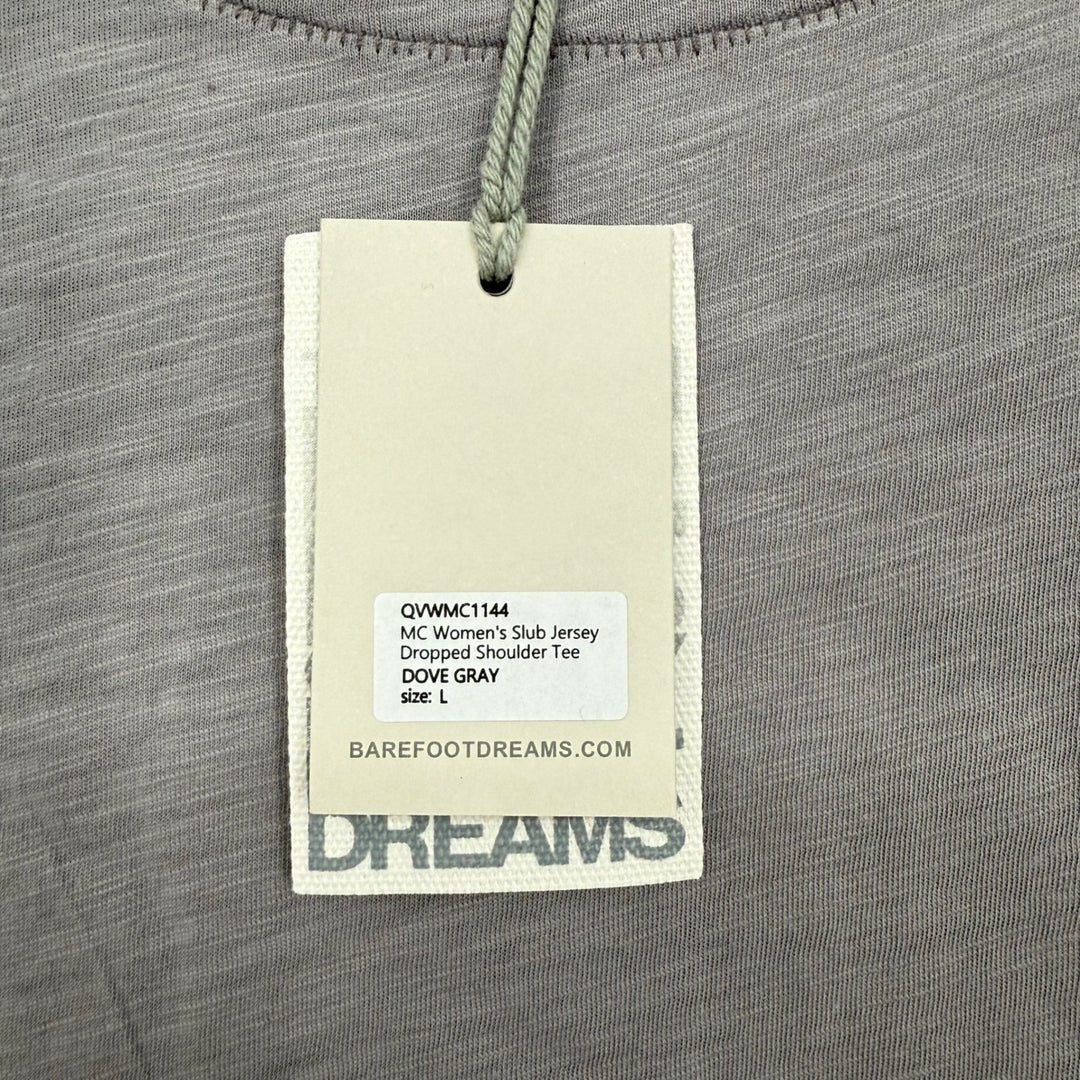 QVWMC1144
MC Women's Slub Jersey
Dropped Shoulder Tee
DOVE GRAY
size: L
BAREFOOTDREAMS.COM
DREAMS